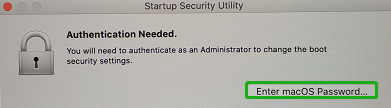 Startup Security Utility
Authentication Needed.
You will need to authenticate as an Administrator to change the boot
security settings.
Enter macOS Password...